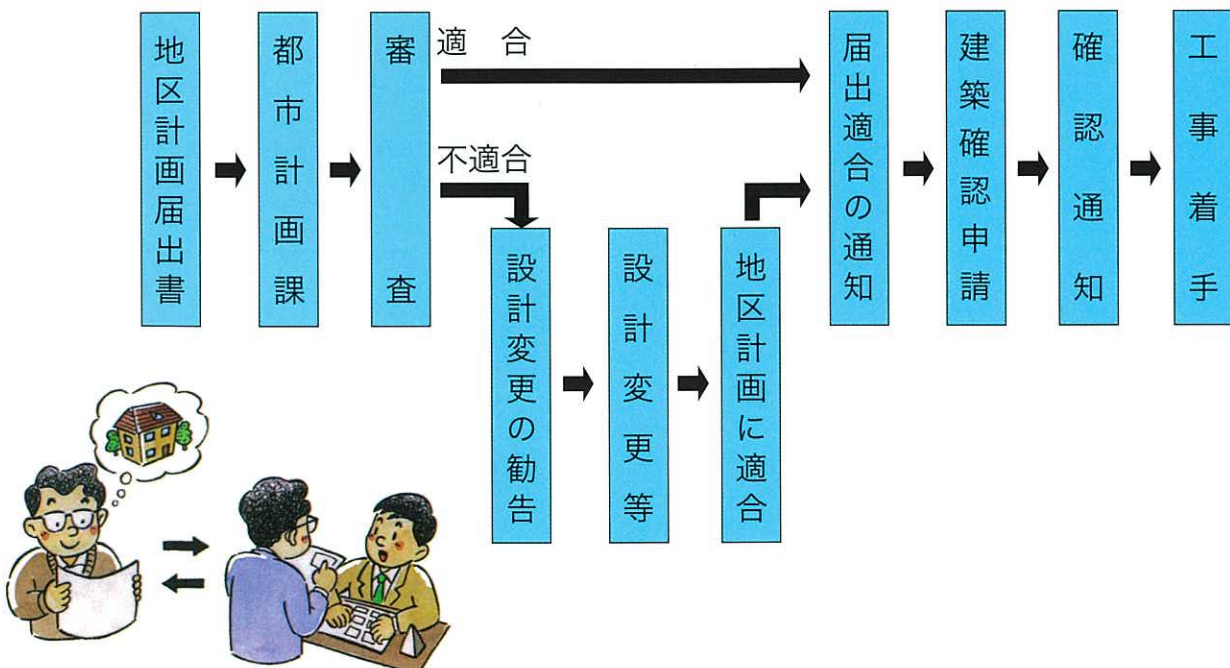 地区計画届出書
都市計画課
審査
適合
不適合
設計変更の勧告
設計変更等
地区計画に適合
届出適合の通知
建築確認申請
確認通知
工事着手